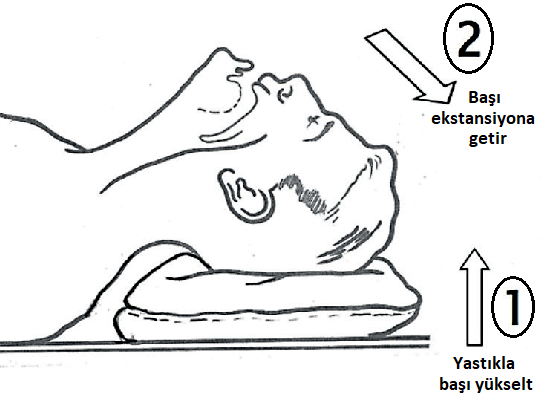 2
Başı
ekstansiyona
getir
1
Yastıkla
başı yükselt